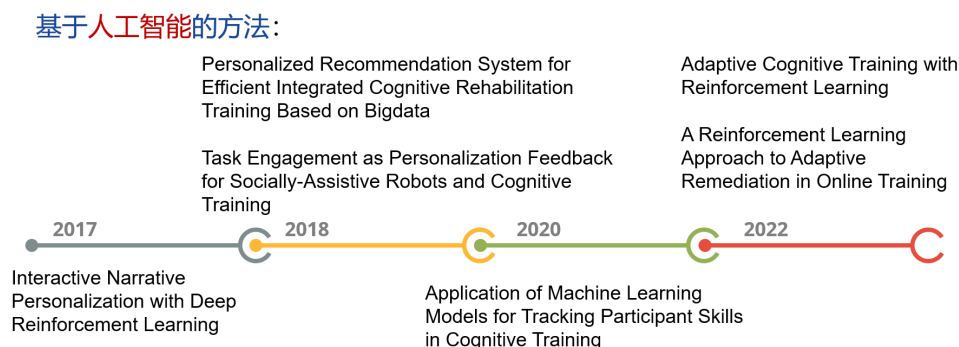 基于人工智能的方法：
Personalized Recommendation System for
Efficient Integrated Cognitive Rehabilitation
Training Based on Bigdata
Task Engagement as Personalization Feedback
for Socially-Assistive Robots and Cognitive
Training
Adaptive Cognitive Training with
Reinforcement Learning
A Reinforcement Learning
Approach to Adaptive
Remediation in Online Training
2017
2018
2020
2022
Interactive Narrative
Personalization with Deep
Reinforcement Learning
Application of Machine Learning
Models for Tracking Participant Skills
in Cognitive Training